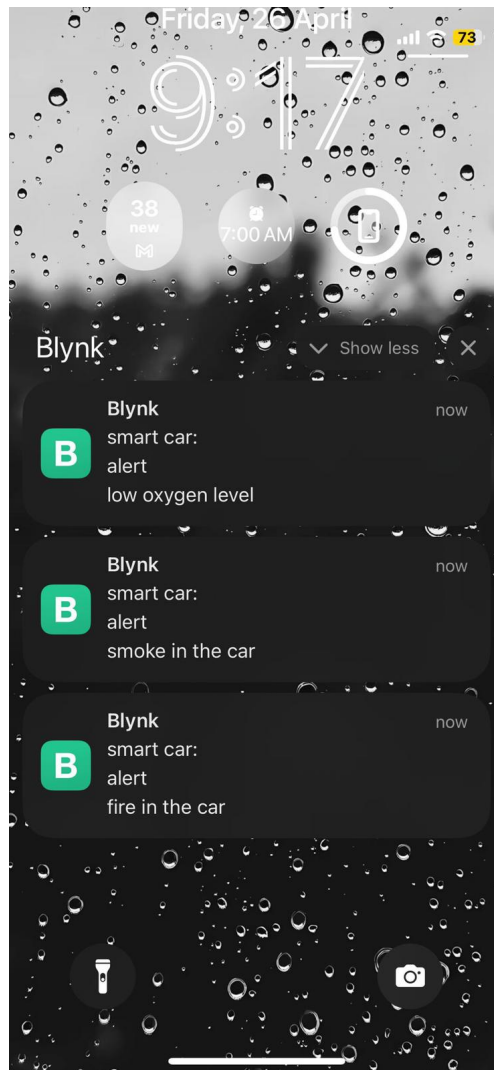 Friday, 26 April
73
9:17
38
new
7:00 AM
Blynk
Show less
Blynk
now
smart car:
alert
low oxygen level
B
Blynk
now
smart car:
alert
smoke in the car
B
Blynk
now
smart car:
alert
fire in the car
B